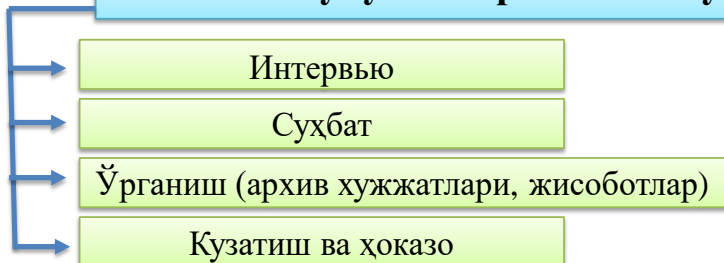 Интервью
Суҳбат
Ўрганиш (архив хужжатлари, жисоботлар)
Кузатиш ва ҳоказо